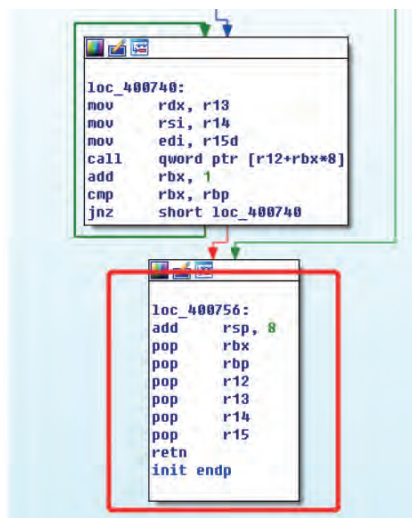 loc_400740:
mov rdx, r13
mov rsi, r14
mov edi, r15d
call qword ptr [r12+rbx*8]
add rbx, 1
cmp rbx, rbp
jnz short loc_400740
loc_400756:
add rsp, 8
pop rbx
pop rbp
pop r12
pop r13
pop r14
pop r15
retn
init endp